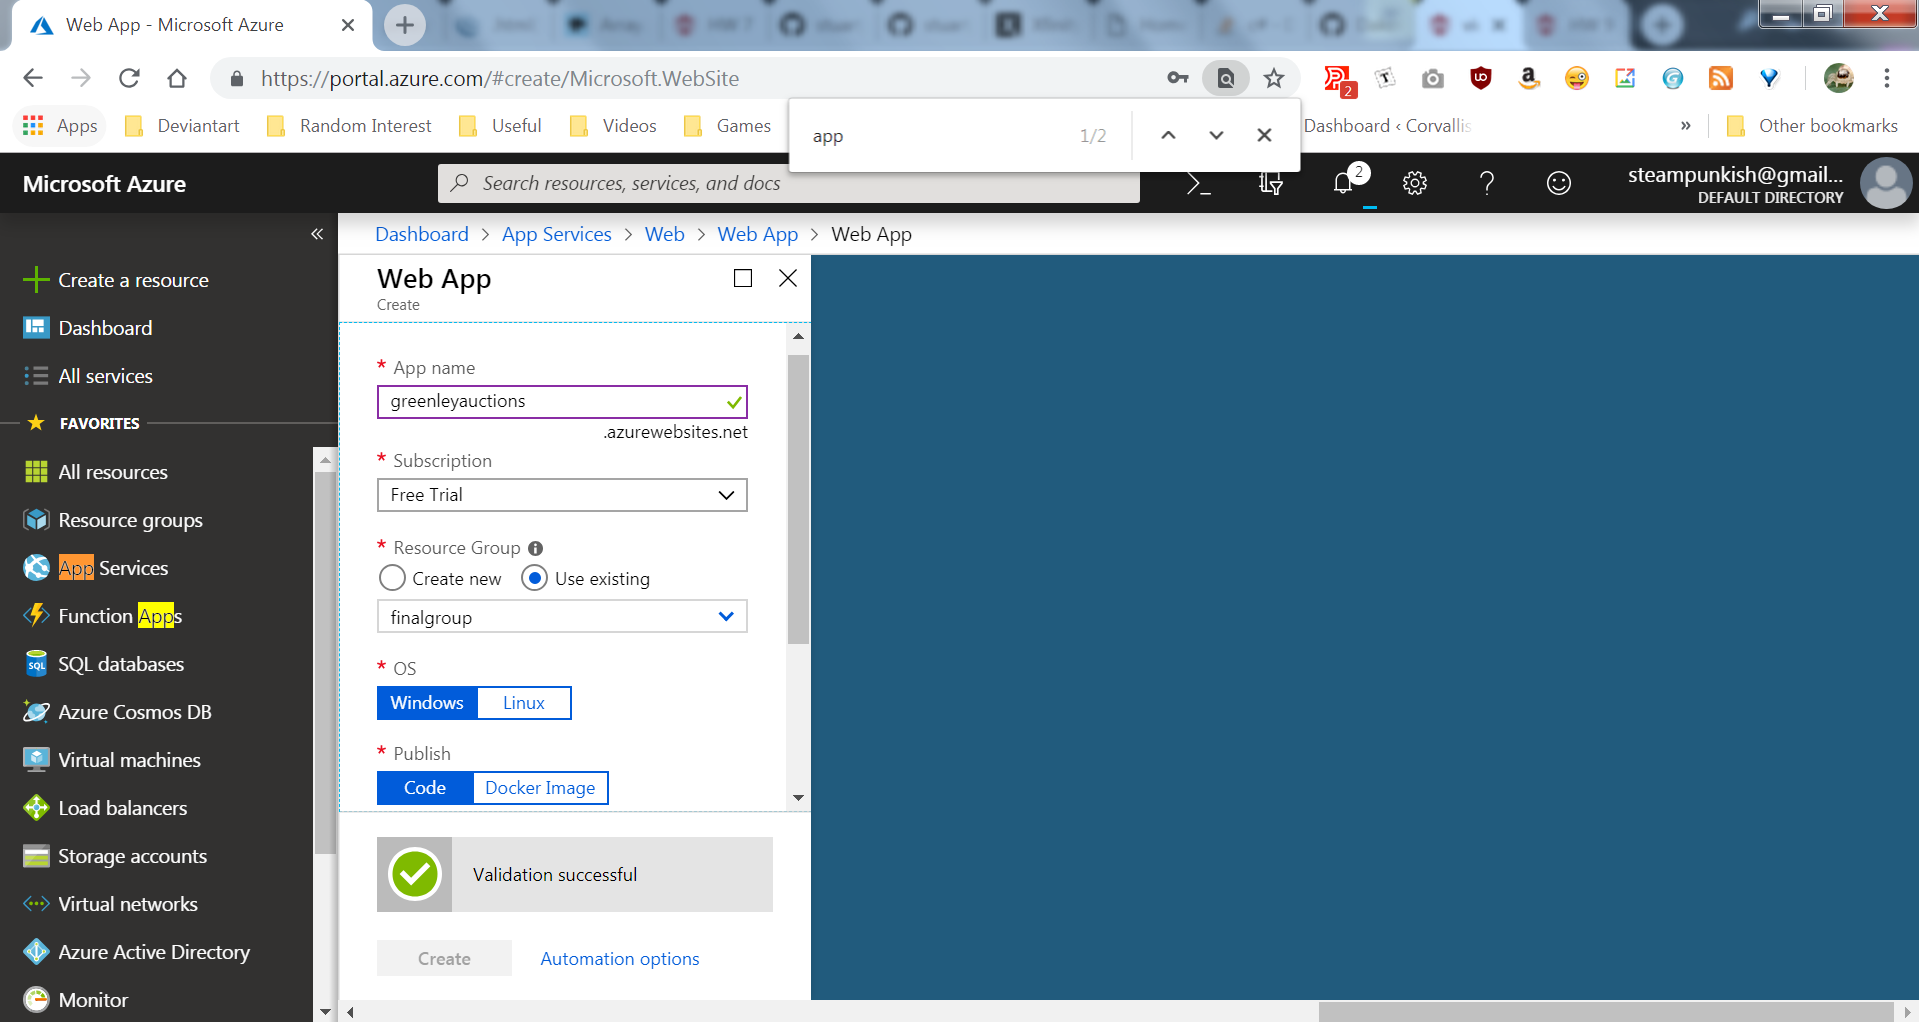 Web App - Microsoft Azure
https://portal.azure.com/#create/Microsoft.WebSite
2
Apps
Deviantart
Random Interest
Useful
Videos
Games
Dashboard ‹ Corvallis
»
Other bookmarks
app
1/2
Microsoft Azure
Search resources, services, and docs
2
steampunkish@gmail...
DEFAULT DIRECTORY
«
Dashboard > App Services > Web > Web App > Web App
Create a resource
Dashboard
All services
FAVORITES
All resources
Resource groups
App Services
Function Apps
SQL databases
Azure Cosmos DB
Virtual machines
Load balancers
Storage accounts
Virtual networks
Azure Active Directory
Monitor
Web App
Create
* App name
greenleyauctions
.azurewebsites.net
* Subscription
Free Trial
* Resource Group
Create new
Use existing
finalgroup
* OS
Windows
Linux
* Publish
Code
Docker Image
Validation successful
Create
Automation options